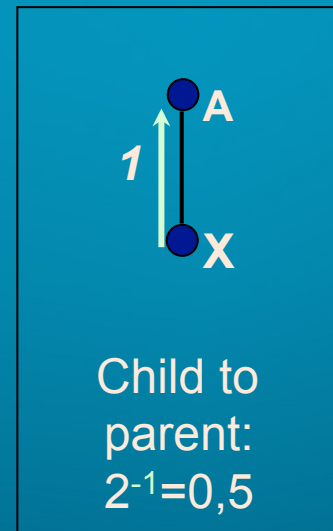 A
1
X
Child to
parent:
2⁻¹=0,5